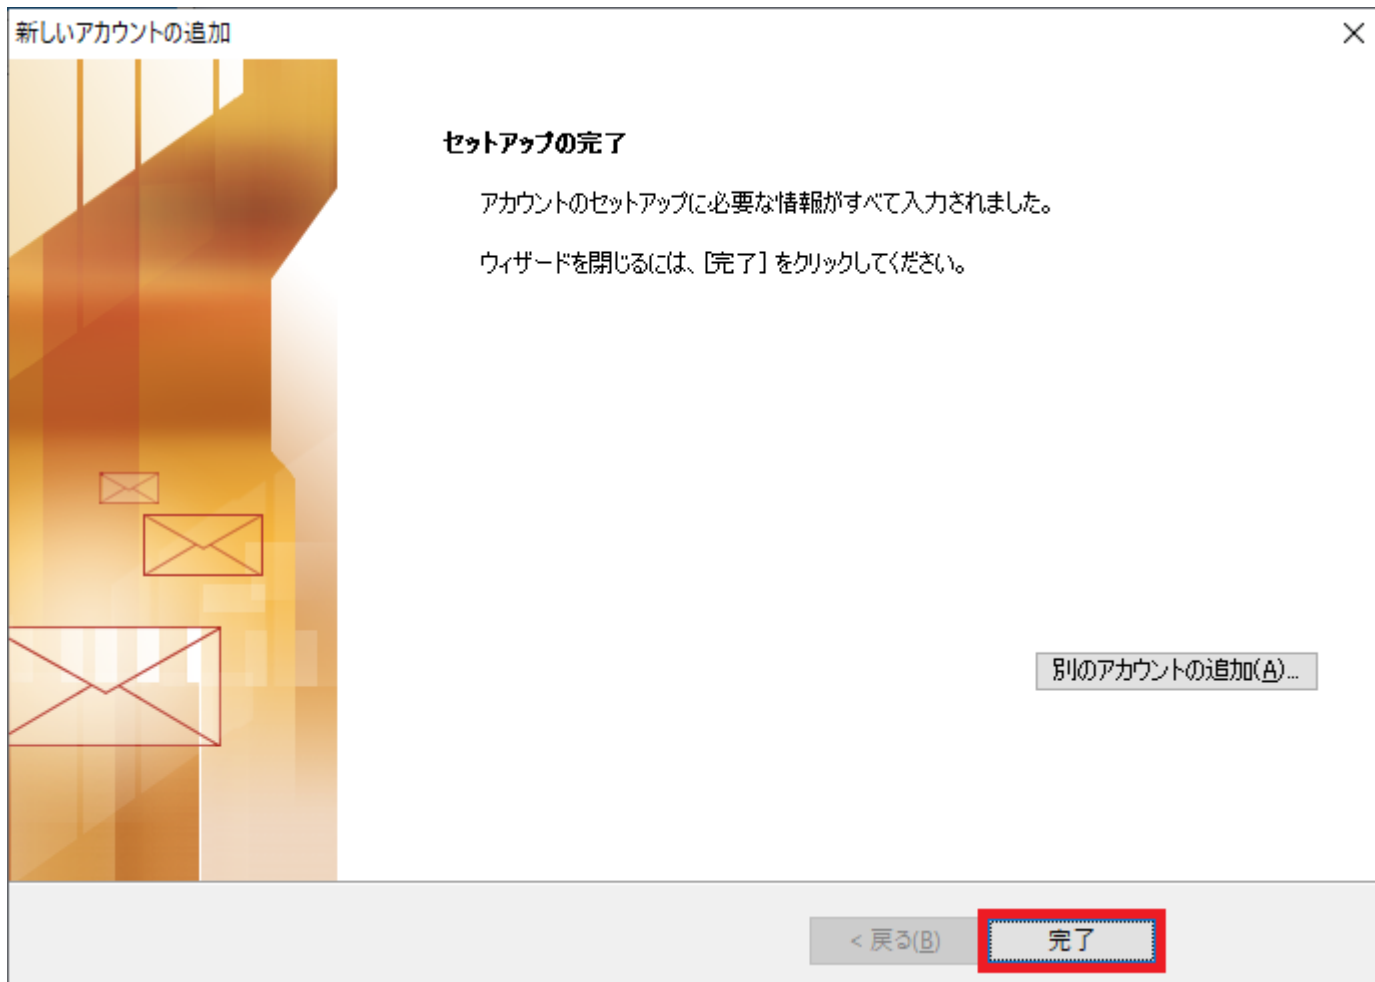 新しいアカウントの追加
セットアップの完了
アカウントのセットアップに必要な情報がすべて入力されました。
ウィザードを閉じるには、[完了] をクリックしてください。
別のアカウントの追加(A)...
< 戻る(B)
完了